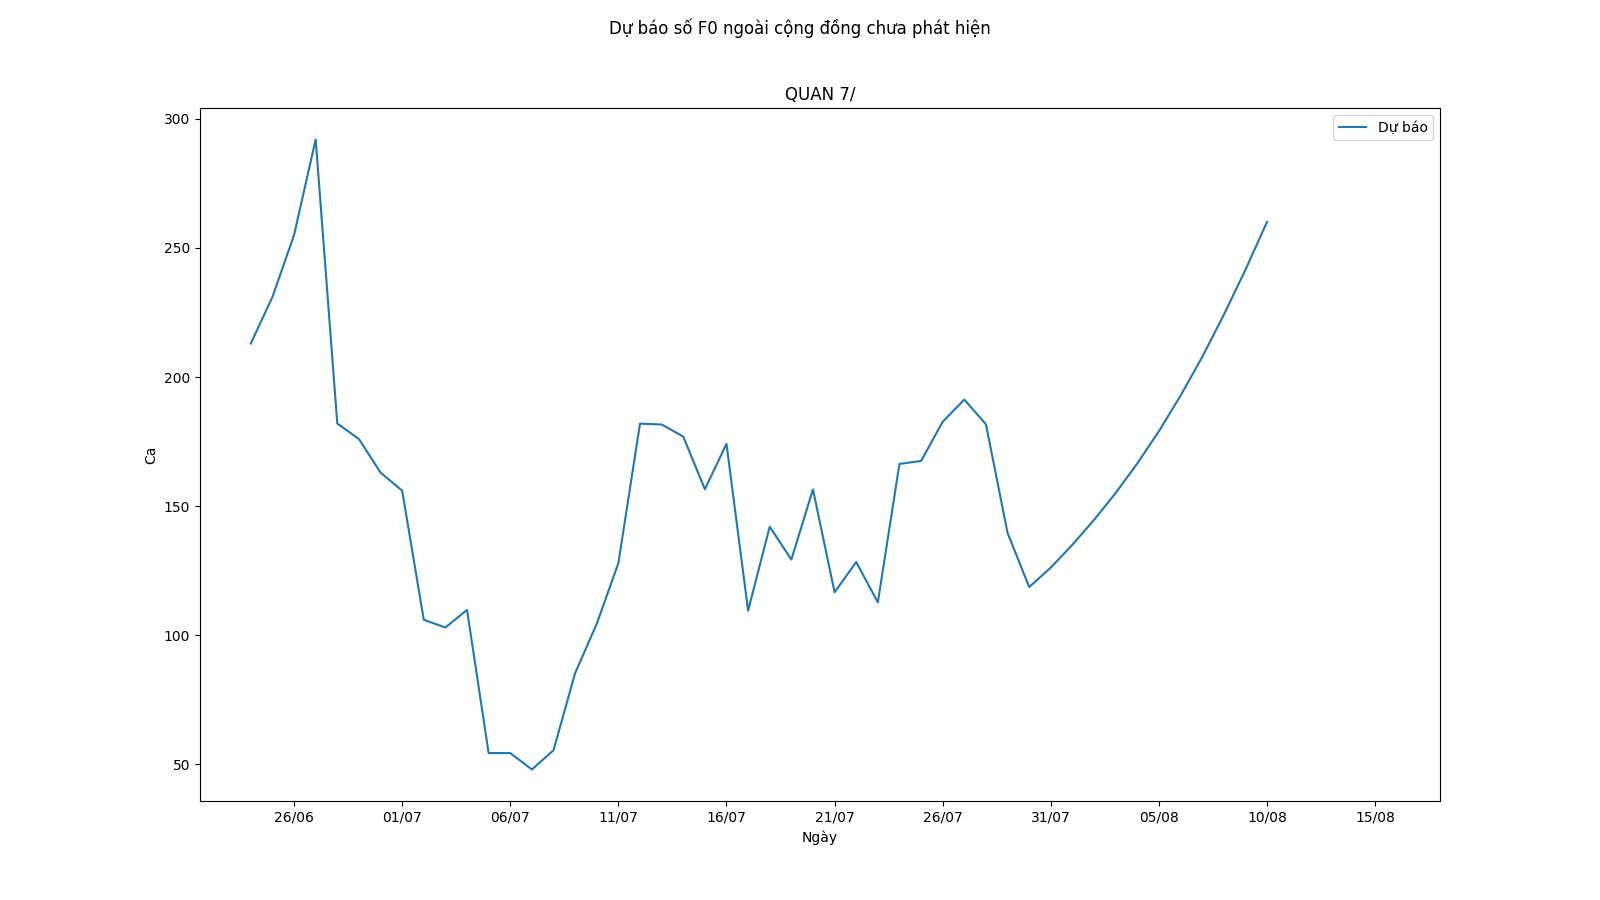 Dự báo số F0 ngoài cộng đồng chưa phát hiện
QUAN 7/
Dự báo
300
250
200
150
100
50
Ca
26/06 01/07 06/07 11/07 16/07 21/07 26/07 31/07 05/08 10/08 15/08
Ngày